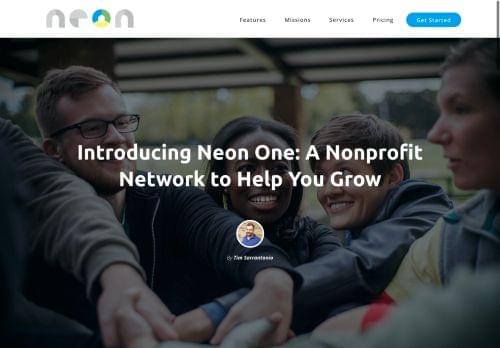 neon
Features
Missions
Services
Pricing
Get Started
Introducing Neon One: A Nonprofit
Network to Help You Grow
By Tim Sarrantonio